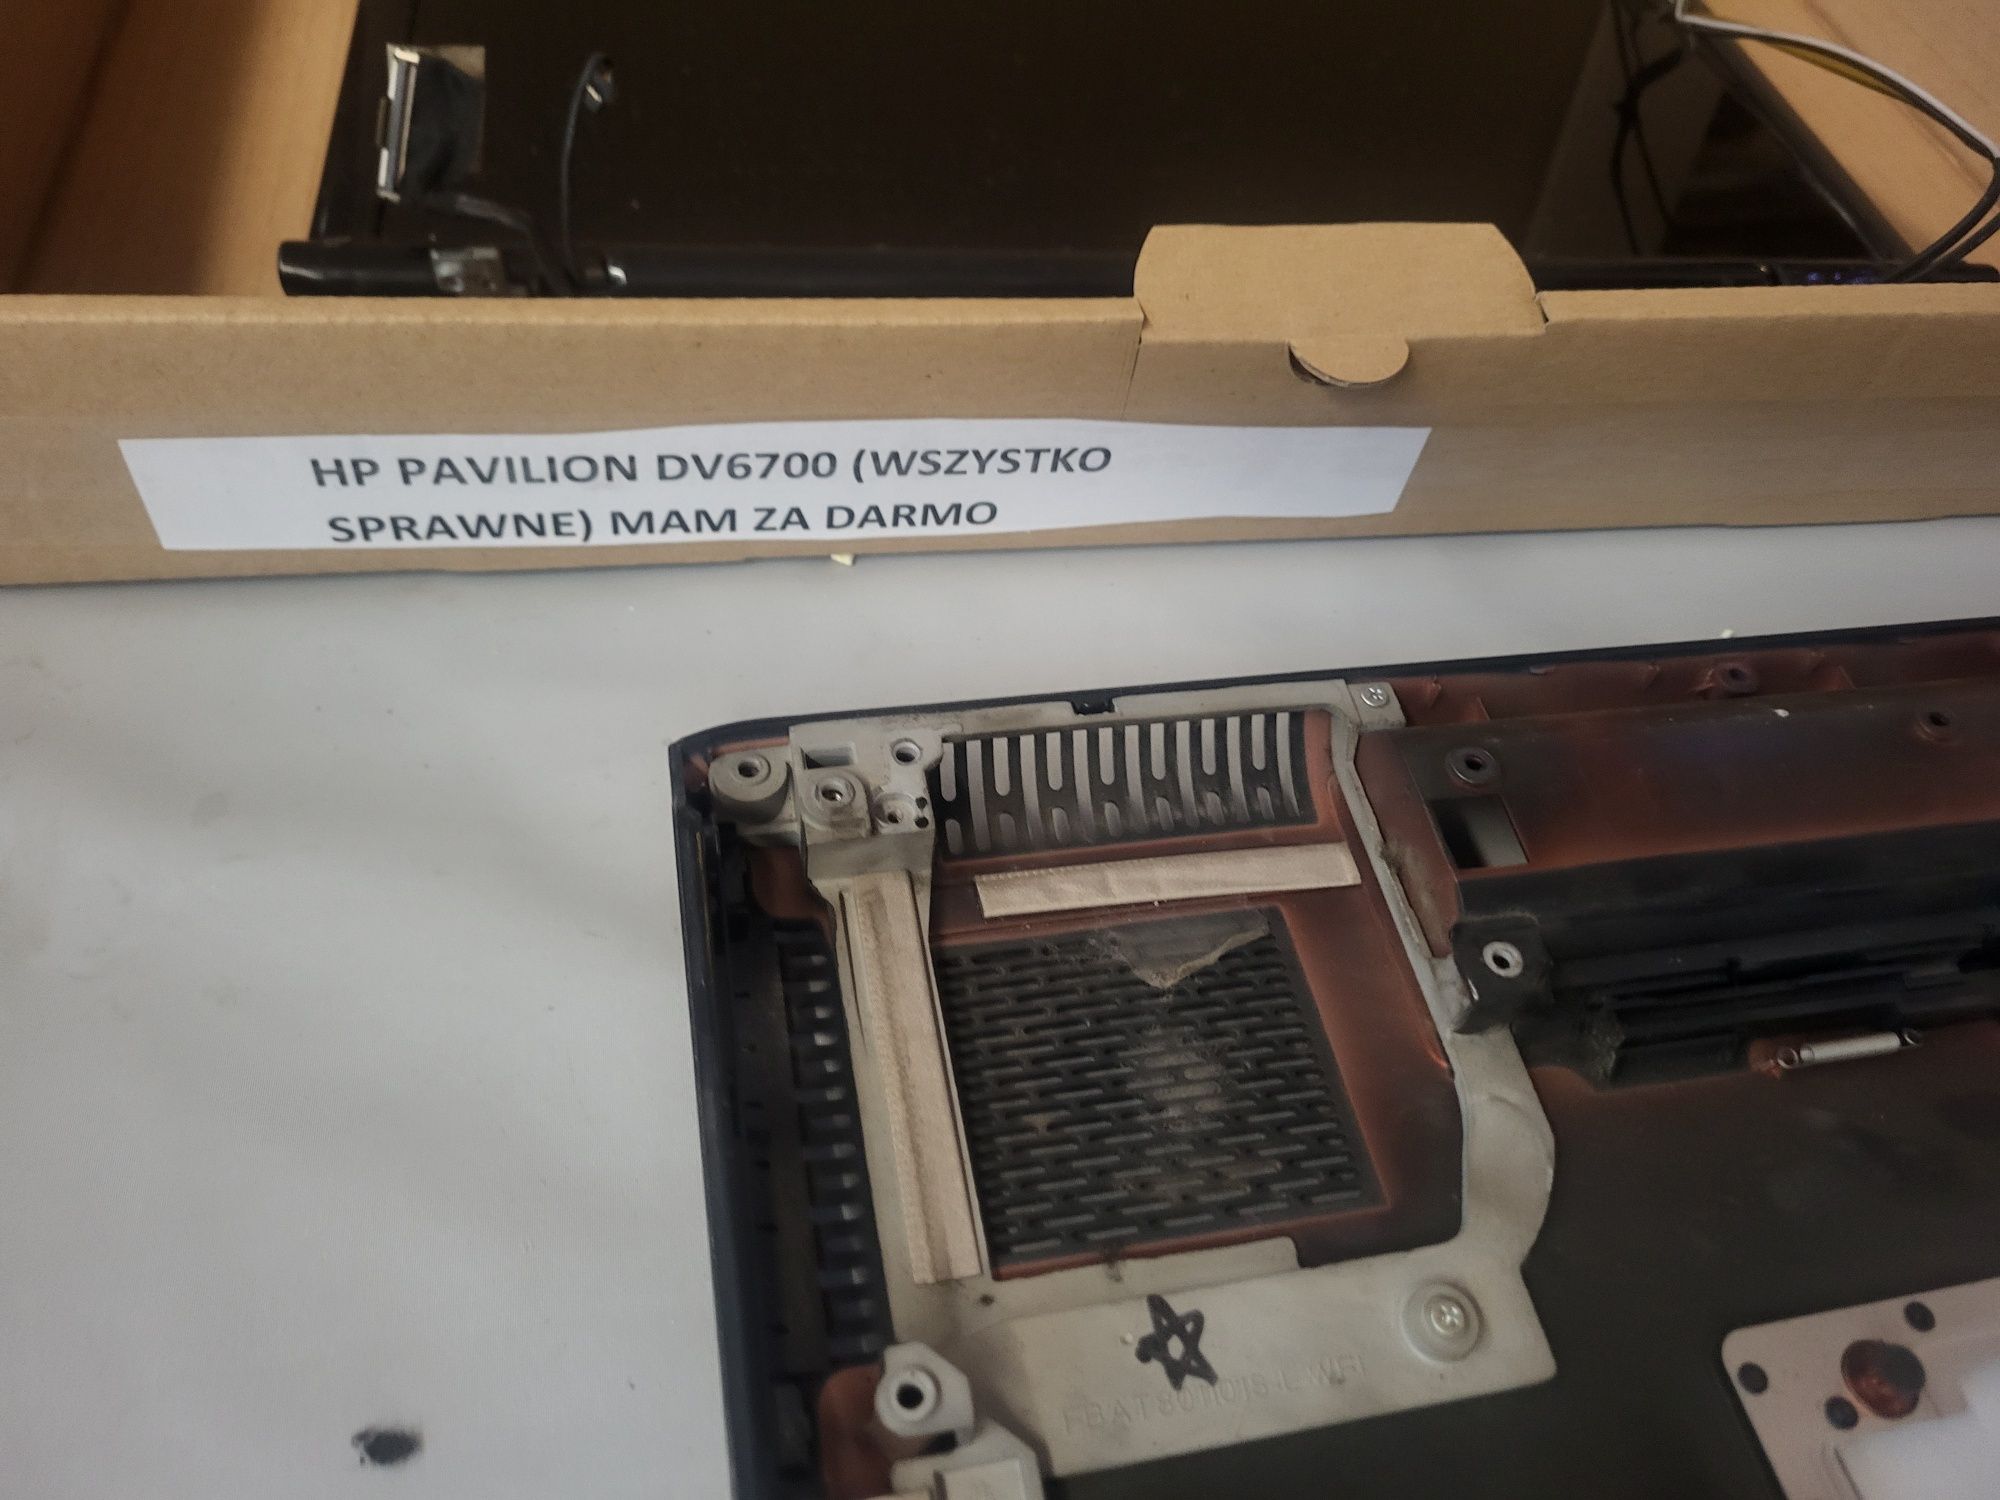 HP PAVILION DV6700 (WSZYSTKO
SPRAWNE) MAM ZA DARMO